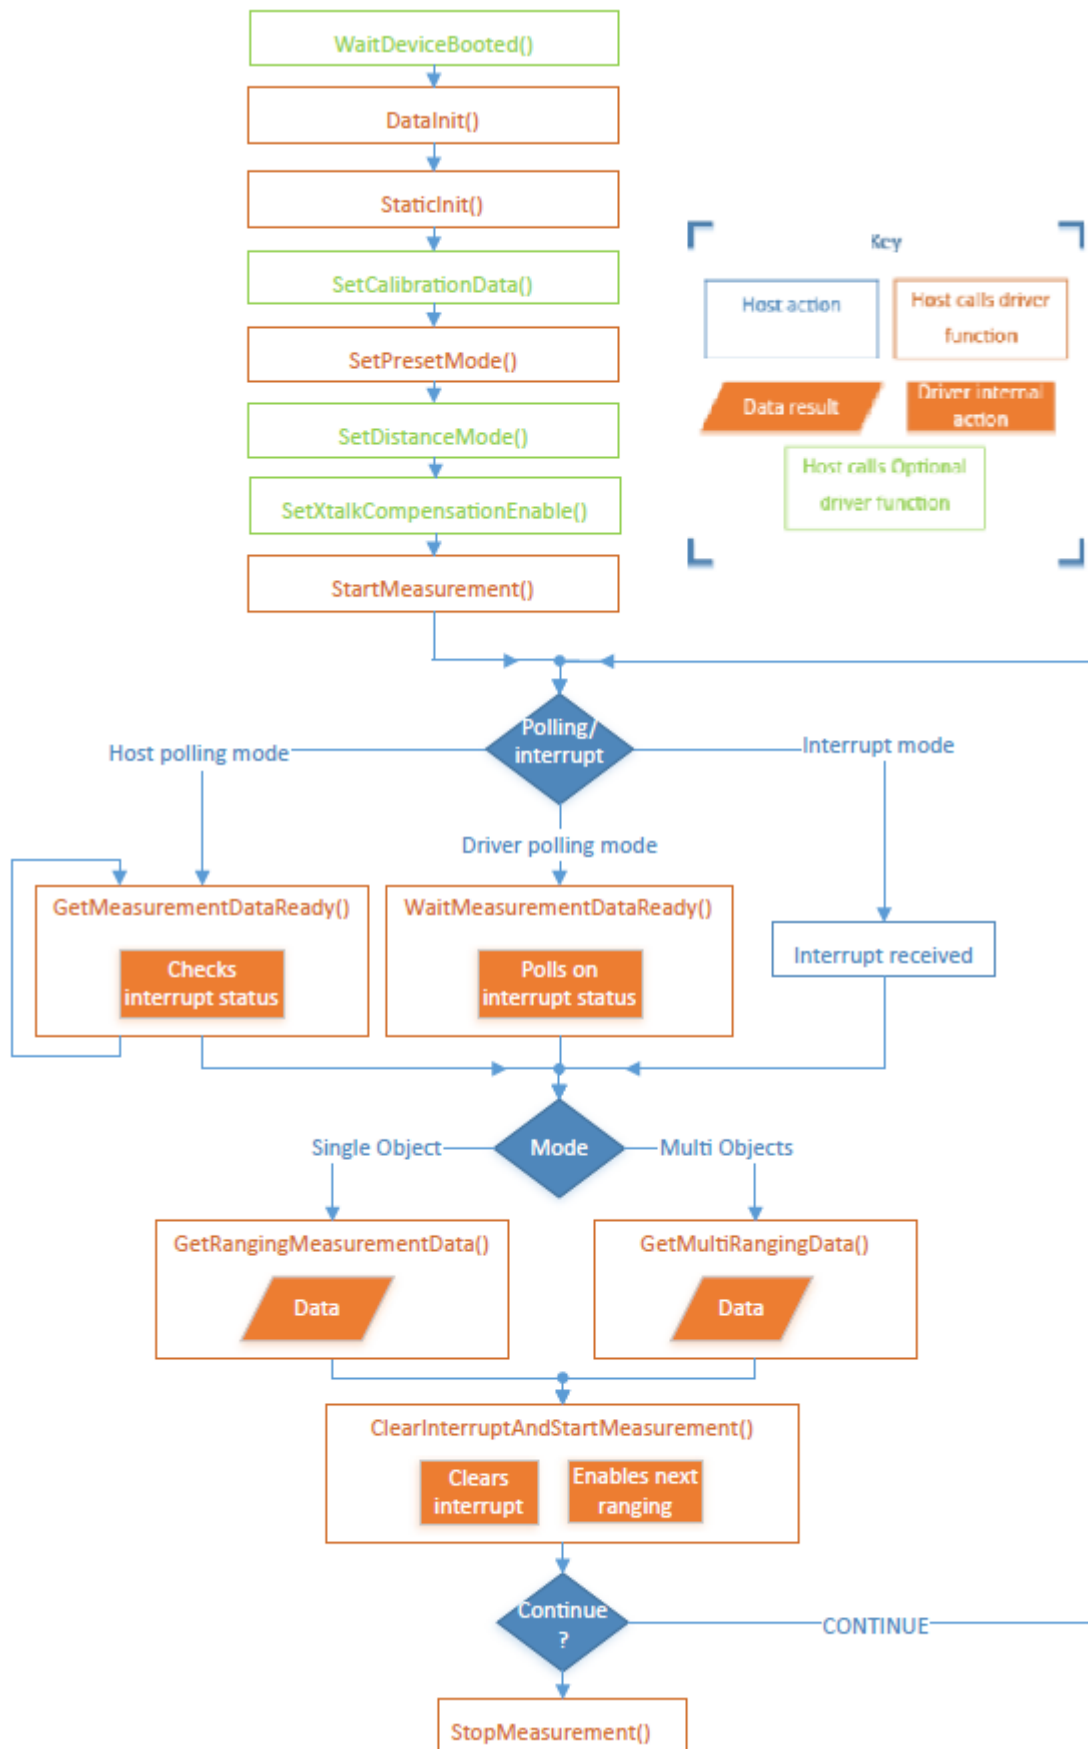 WaitDeviceBooted()
DataInit()
StaticInit()
SetCalibrationData()
SetPresetMode()
SetDistanceMode()
SetXtalkCompensationEnable()
StartMeasurement()
Key
Host action
Host calls driver
function
Data result
Driver internal
action
Host calls Optional
driver function
Polling/
interrupt
Host polling mode
Interrupt mode
Driver polling mode
GetMeasurementDataReady()
Checks
interrupt status
WaitMeasurementDataReady()
Polls on
interrupt status
Interrupt received
Mode
Single Object
Multi Objects
GetRangingMeasurementData()
Data
GetMultiRangingData()
Data
ClearInterruptAndStartMeasurement()
Clears
interrupt
Enables next
ranging
Continue
?
CONTINUE
StopMeasurement()